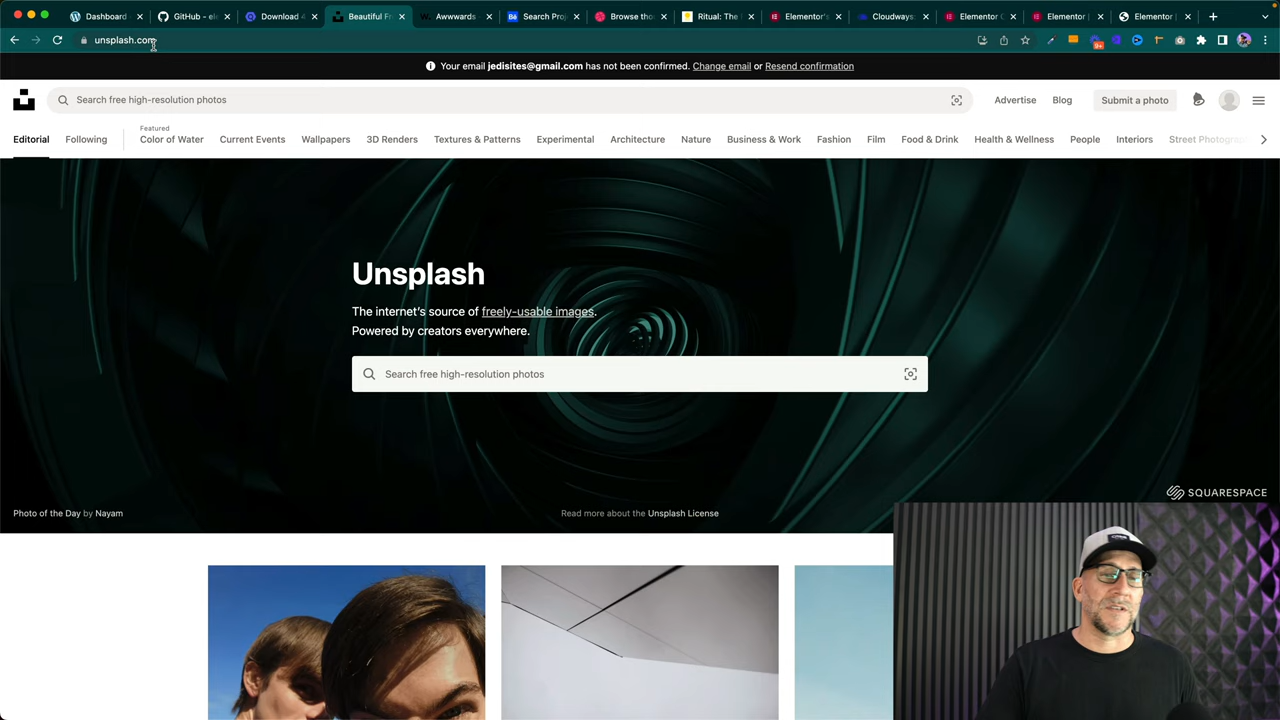 Dashboard
GitHub - el
Download 4
Beautiful F
Awwwards
Search Proj
Browse tho
Ritual: The
Elementor's
Cloudways
Elementor C
Elementor |
Elementor |
unsplash.com
9+
Your email jedisites@gmail.com has not been confirmed. Change email or Resend confirmation
Search free high-resolution photos
Advertise
Blog
Submit a photo
Editorial
Following
Featured
Color of Water
Current Events
Wallpapers
3D Renders
Textures & Patterns
Experimental
Architecture
Nature
Business & Work
Fashion
Film
Food & Drink
Health & Wellness
People
Interiors
Street Photogra
Unsplash
The internet's source of freely-usable images.
Powered by creators everywhere.
Search free high-resolution photos
SQUARESPACE
Photo of the Day by Nayam
Read more about the Unsplash License